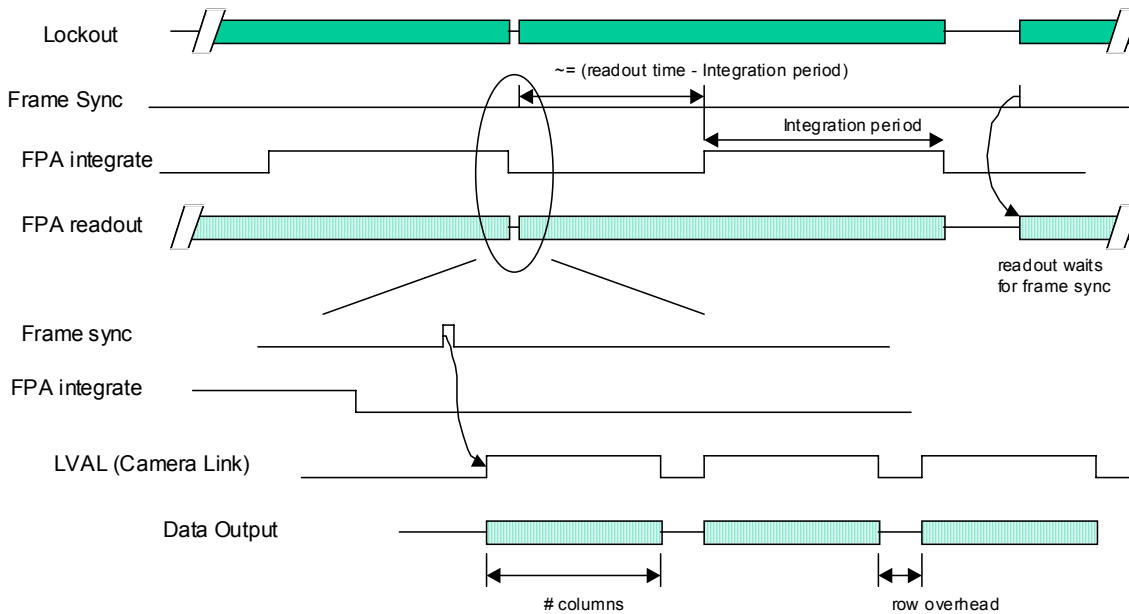 Lockout
~= (readout time - Integration period)
Frame Sync
Integration period
FPA integrate
FPA readout
readout waits
for frame sync
Frame sync
FPA integrate
LVAL (Camera Link)
Data Output
# columns
row overhead